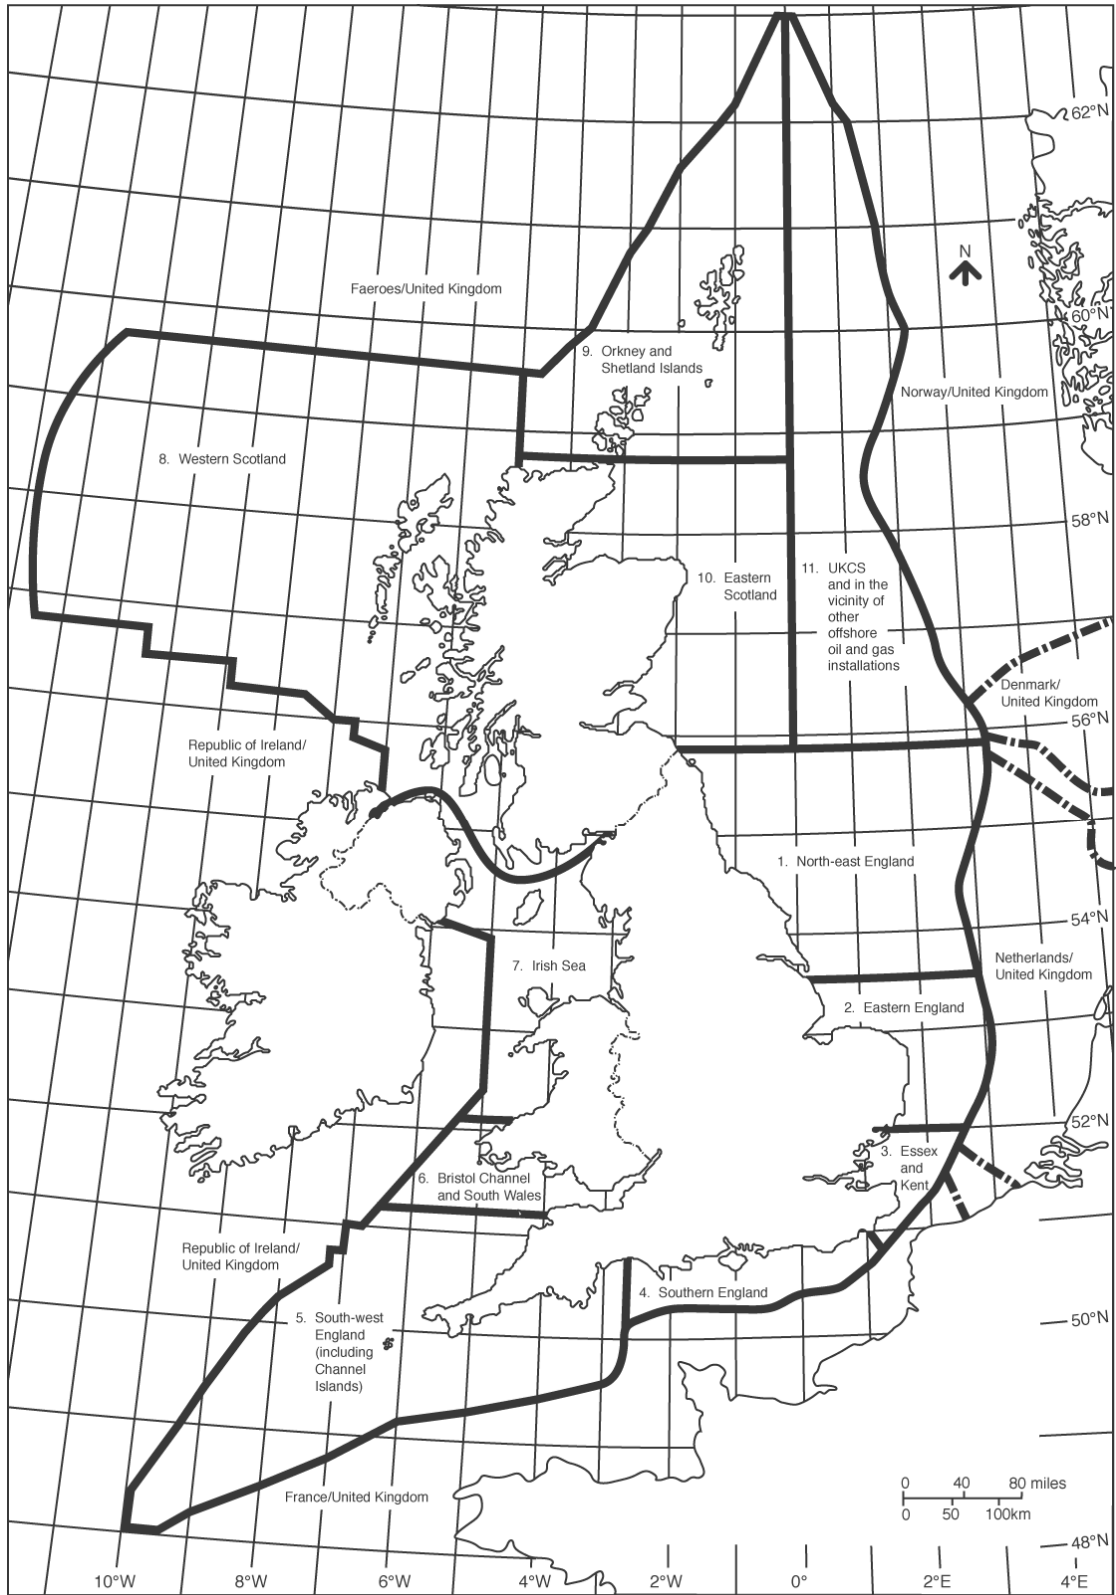 62°N
N
Faeroes/United Kingdom
60°N
9. Orkney and
Shetland Islands
Norway/United Kingdom
8. Western Scotland
58°N
10. Eastern
Scotland
11. UKCS
and in the
vicinity of
other
offshore
oil and gas
installations
Denmark/
United Kingdom
56°N
Republic of Ireland/
United Kingdom
1. North-east England
54°N
7. Irish Sea
Netherlands/
United Kingdom
2. Eastern England
52°N
3. Essex
and
Kent
6. Bristol Channel
and South Wales
Republic of Ireland/
United Kingdom
4. Southern England
5. South-west
England
(including
Channel
Islands)
50°N
France/United Kingdom
0 40 80 miles
0 50 100km
48°N
10°W 8°W 6°W 4°W 2°W 0° 2°E 4°E